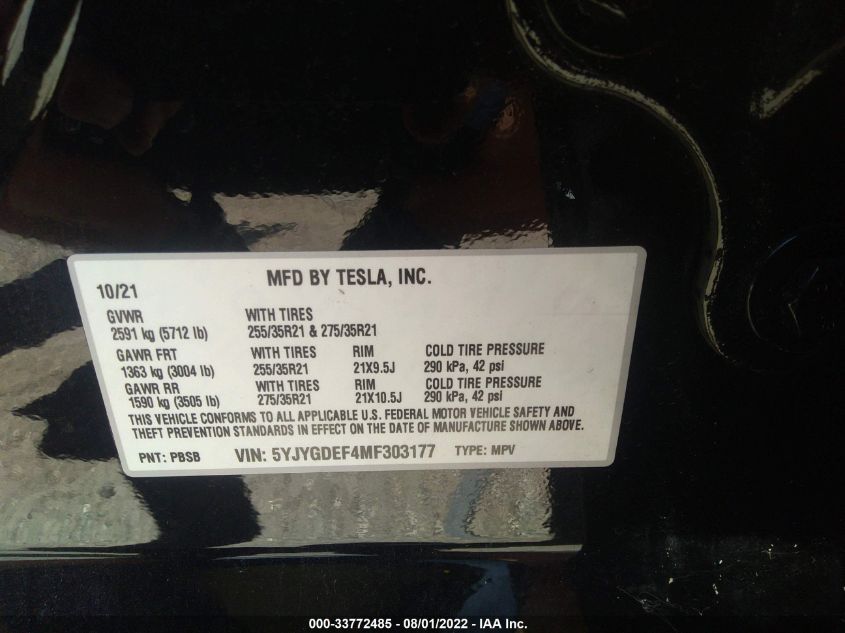 MFD BY TESLA, INC.
10/21
GVWR WITH TIRES
2591 kg (5712 lb) 255/35R21 & 275/35R21
GAWR FRT WITH TIRES RIM COLD TIRE PRESSURE
1363 kg (3004 lb) 255/35R21 21X9.5J 290 kPa, 42 psi
GAWR RR WITH TIRES RIM COLD TIRE PRESSURE
1590 kg (3505 lb) 275/35R21 21X10.5J 290 kPa, 42 psi
THIS VEHICLE CONFORMS TO ALL APPLICABLE U.S. FEDERAL MOTOR VEHICLE SAFETY AND
THEFT PREVENTION STANDARDS IN EFFECT ON THE DATE OF MANUFACTURE SHOWN ABOVE.
PNT: PBSB VIN: 5YJYGDEF4MF303177 TYPE: MPV
000-33772485 - 08/01/2022 - IAA Inc.